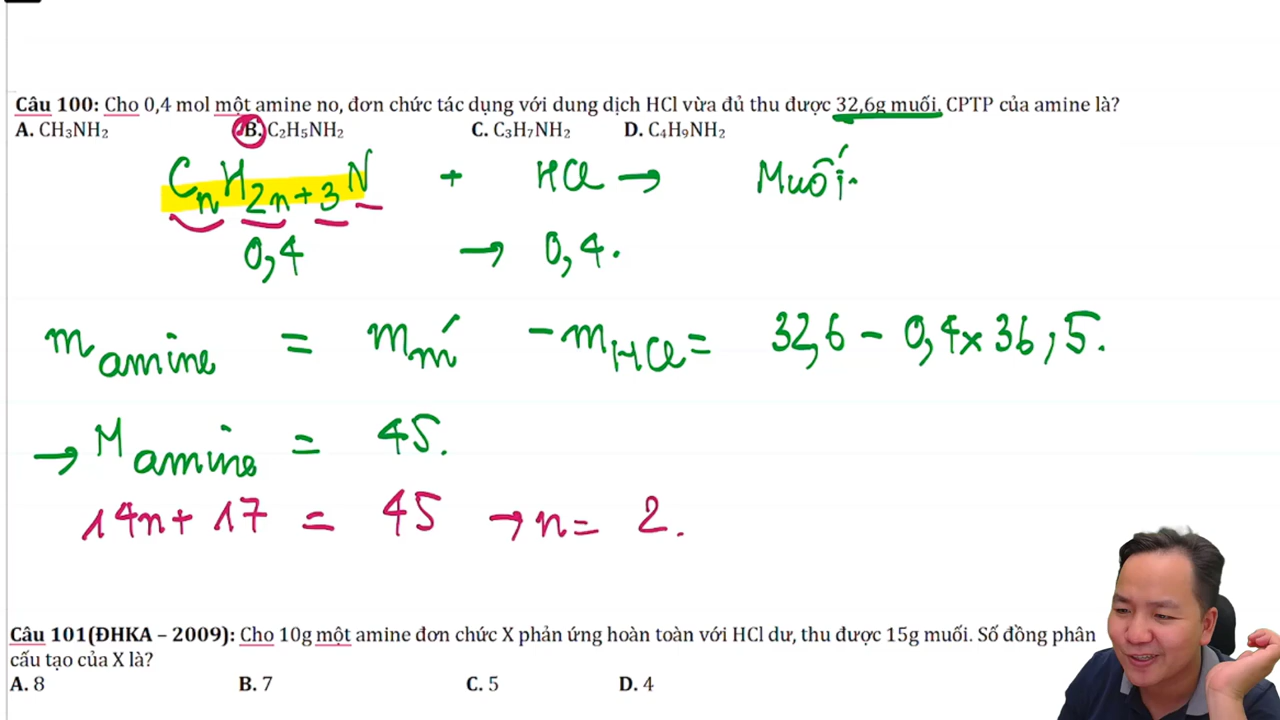 Câu 100: Cho 0,4 mol một amine no, đơn chức tác dụng với dung dịch HCl vừa đủ thu được 32,6g muối. CPTP của amine là?
A. CH₃NH₂ B. C₂H₅NH₂ C. C₃H₇NH₂ D. C₄H₉NH₂
CₙH₂ₙ₊₃N + HCl → Muối.
0,4 → 0,4.
m amine = m m' - m HCl = 32,6 - 0,4 x 36,5.
→ M amine = 45.
14n + 17 = 45 → n = 2.
Câu 101(ĐHKA – 2009): Cho 10g một amine đơn chức X phản ứng hoàn toàn với HCl dư, thu được 15g muối. Số đồng phân
cấu tạo của X là?
A. 8 B. 7 C. 5 D. 4